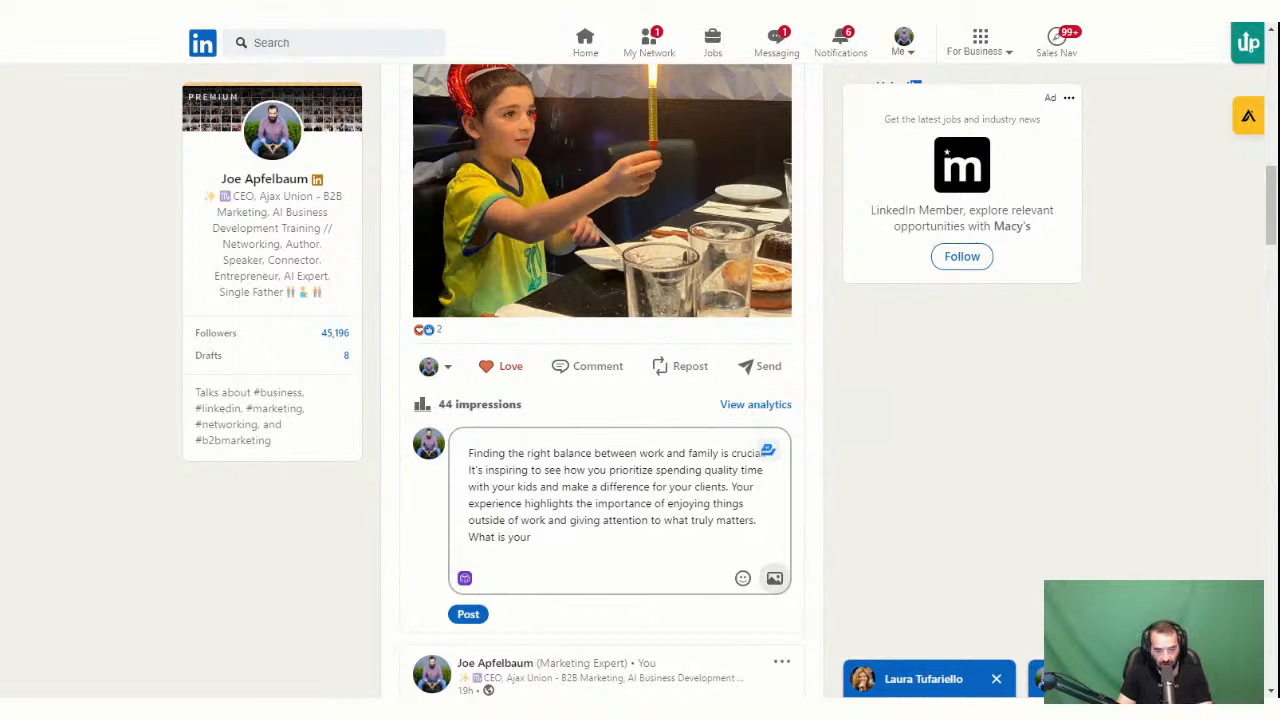 in
Search
Home
1
My Network
Jobs
1
Messaging
6
Notifications
Me
For Business
99+
Sales Nav
up
PREMIUM
Joe Apfelbaum in
CEO, Ajax Union - B2B
Marketing, AI Business
Development Training //
Networking, Author.
Speaker, Connector.
Entrepreneur, AI Expert.
Single Father
Followers 45,196
Drafts 8
Talks about #business,
#linkedin, #marketing,
#networking, and
#b2bmarketing
2
Love
Comment
Repost
Send
44 impressions
View analytics
Finding the right balance between work and family is crucial.
It's inspiring to see how you prioritize spending quality time
with your kids and make a difference for your clients. Your
experience highlights the importance of enjoying things
outside of work and giving attention to what truly matters.
What is your
Post
Joe Apfelbaum (Marketing Expert) • You
CEO, Ajax Union - B2B Marketing, AI Business Development ...
19h •
Ad •••
Get the latest jobs and industry news
m
LinkedIn Member, explore relevant
opportunities with Macy's
Follow
Laura Tufariello